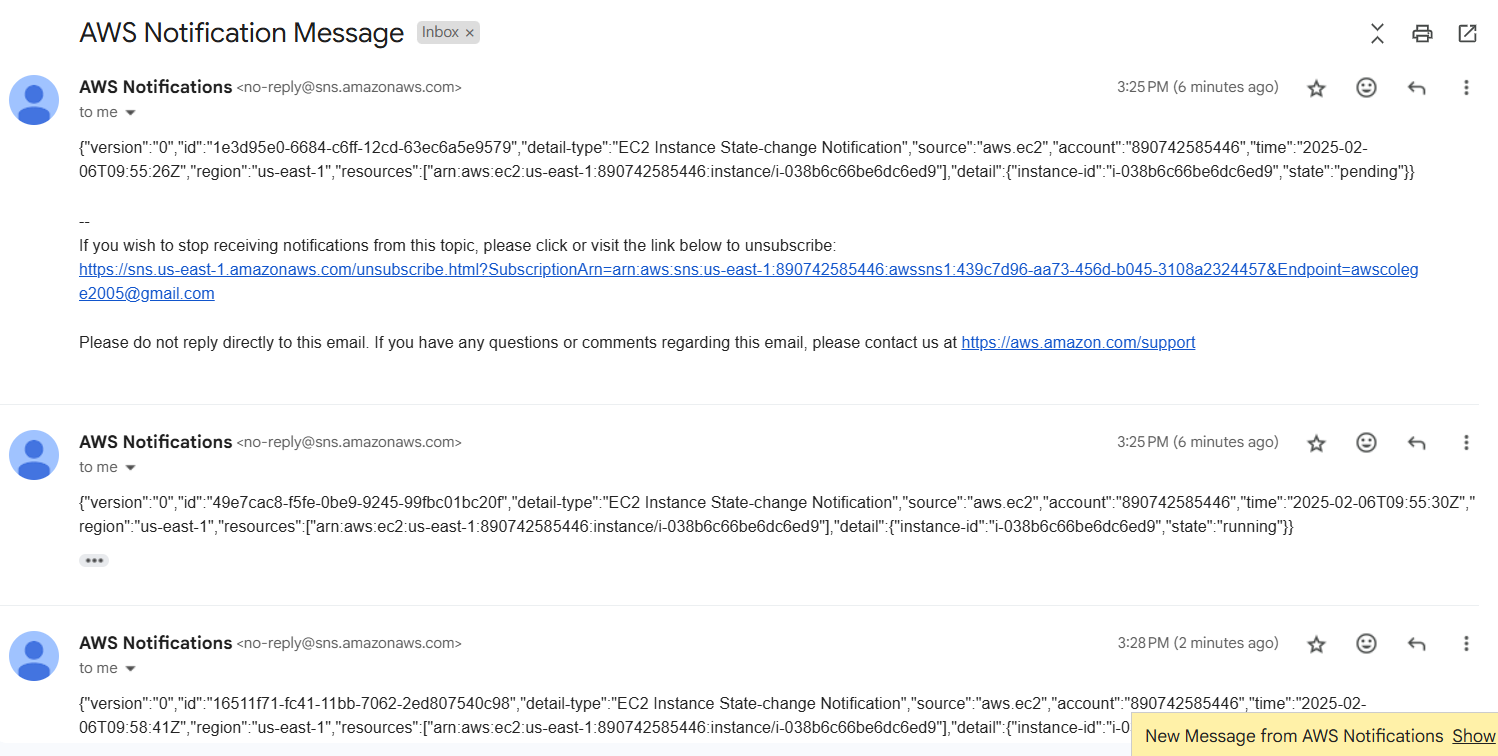 AWS Notification Message Inbox ×
AWS Notifications <no-reply@sns.amazonaws.com> 3:25 PM (6 minutes ago)
to me
{"version":"0","id":"1e3d95e0-6684-c6ff-12cd-63ec6a5e9579","detail-type":"EC2 Instance State-change Notification","source":"aws.ec2","account":"890742585446","time":"2025-02-
06T09:55:26Z","region":"us-east-1","resources":["arn:aws:ec2:us-east-1:890742585446:instance/i-038b6c66be6dc6ed9"],"detail":{"instance-id":"i-038b6c66be6dc6ed9","state":"pending"}}
--
If you wish to stop receiving notifications from this topic, please click or visit the link below to unsubscribe:
https://sns.us-east-1.amazonaws.com/unsubscribe.html?SubscriptionArn=arn:aws:sns:us-east-1:890742585446:awssns1:439c7d96-aa73-456d-b045-3108a2324457&Endpoint=awscoleg
e2005@gmail.com
Please do not reply directly to this email. If you have any questions or comments regarding this email, please contact us at https://aws.amazon.com/support
AWS Notifications <no-reply@sns.amazonaws.com> 3:25 PM (6 minutes ago)
to me
{"version":"0","id":"49e7cac8-f5fe-0be9-9245-99fbc01bc20f","detail-type":"EC2 Instance State-change Notification","source":"aws.ec2","account":"890742585446","time":"2025-02-06T09:55:30Z","
region":"us-east-1","resources":["arn:aws:ec2:us-east-1:890742585446:instance/i-038b6c66be6dc6ed9"],"detail":{"instance-id":"i-038b6c66be6dc6ed9","state":"running"}}
AWS Notifications <no-reply@sns.amazonaws.com> 3:28 PM (2 minutes ago)
to me
{"version":"0","id":"16511f71-fc41-11bb-7062-2ed807540c98","detail-type":"EC2 Instance State-change Notification","source":"aws.ec2","account":"890742585446","time":"2025-02-
06T09:58:41Z","region":"us-east-1","resources":["arn:aws:ec2:us-east-1:890742585446:instance/i-038b6c66be6dc6ed9"],"detail":{"instance-id":"i-0
New Message from AWS Notifications Show